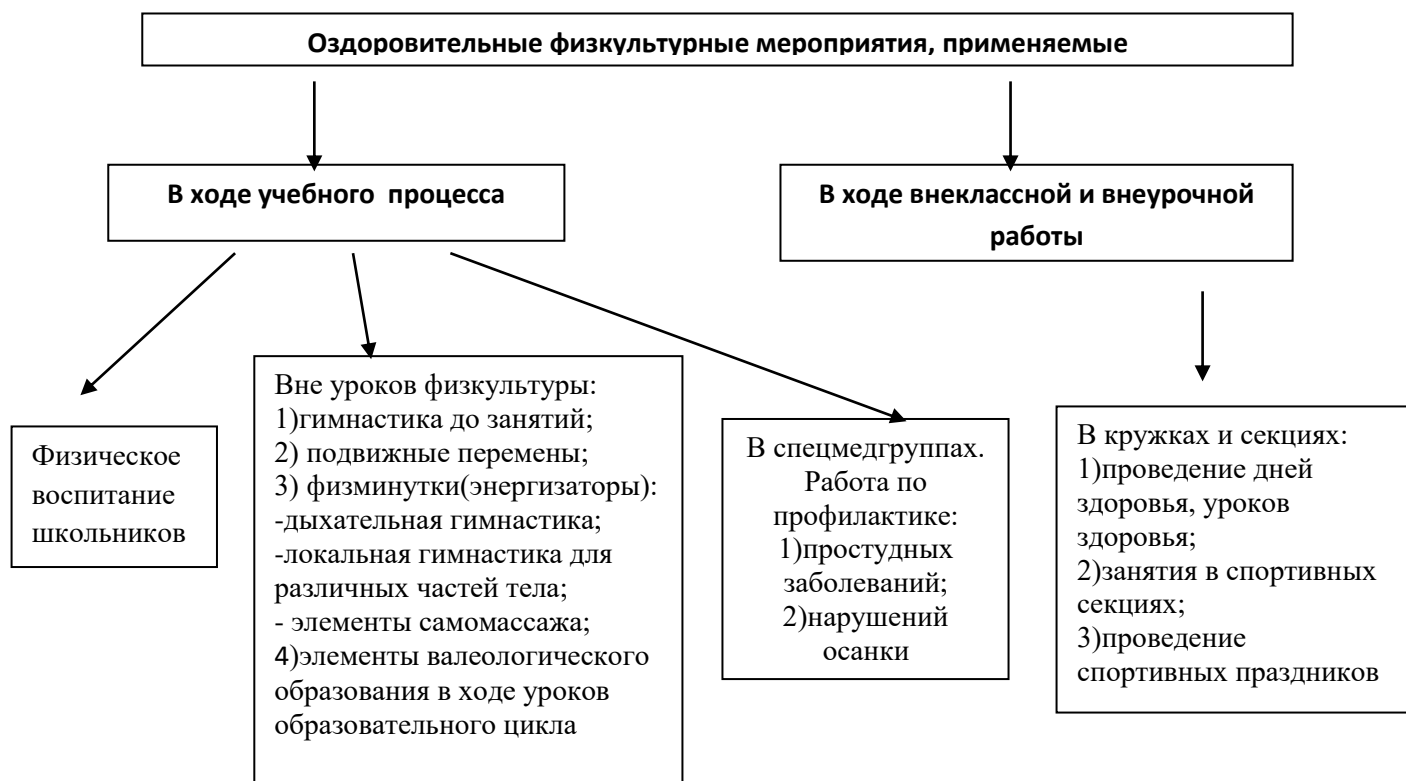 Оздоровительные физкультурные мероприятия, применяемые
В ходе учебного процесса
В ходе внеклассной и внеурочной
работы
Физическое
воспитание
школьников
Вне уроков физкультуры:
1)гимнастика до занятий;
2) подвижные перемены;
3) физминутки(энергизаторы):
-дыхательная гимнастика;
-локальная гимнастика для
различных частей тела;
- элементы самомассажа;
4)элементы валеологического
образования в ходе уроков
образовательного цикла
В спецмедгруппах.
Работа по
профилактике:
1)простудных
заболеваний;
2)нарушений
осанки
В кружках и секциях:
1)проведение дней
здоровья, уроков
здоровья;
2)занятия в спортивных
секциях;
3)проведение
спортивных праздников